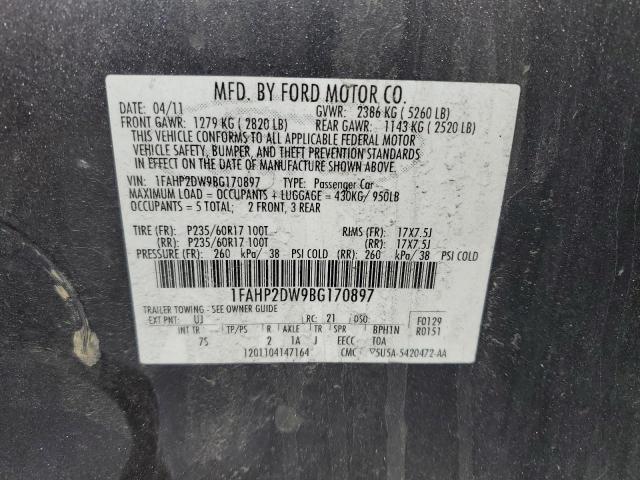 MFD. BY FORD MOTOR CO.
DATE: 04/11 GVWR: 2386 KG ( 5260 LB)
FRONT GAWR: 1279 KG ( 2820 LB) REAR GAWR: 1143 KG ( 2520 LB)
THIS VEHICLE CONFORMS TO ALL APPLICABLE FEDERAL MOTOR
VEHICLE SAFETY, BUMPER, AND THEFT PREVENTION STANDARDS
IN EFFECT ON THE DATE OF MANUFACTURE SHOWN ABOVE.
VIN: 1FAHP2DW9BG170897 TYPE: Passenger Car
MAXIMUM LOAD = OCCUPANTS + LUGGAGE = 430KG/ 950LB
OCCUPANTS = 5 TOTAL; 2 FRONT, 3 REAR
TIRE (FR): P235/60R17 100T RIMS (FR): 17X7.5J
(RR): P235/60R17 100T (RR): 17X7.5J
PRESSURE (FR): 260 kPa/ 38 PSI COLD (RR): 260 kPa/ 38 PSI COLD
1FAHP2DW9BG170897
TRAILER TOWING - SEE OWNER GUIDE
EXT PNT: UJ RC: 21 DSO: F0129
INT TR TP/PS R AXLE TR SPR BPH1N R0151
7S 2 1A J EECC T0A
1201104147164 CMC 5U5A-5420472-AA